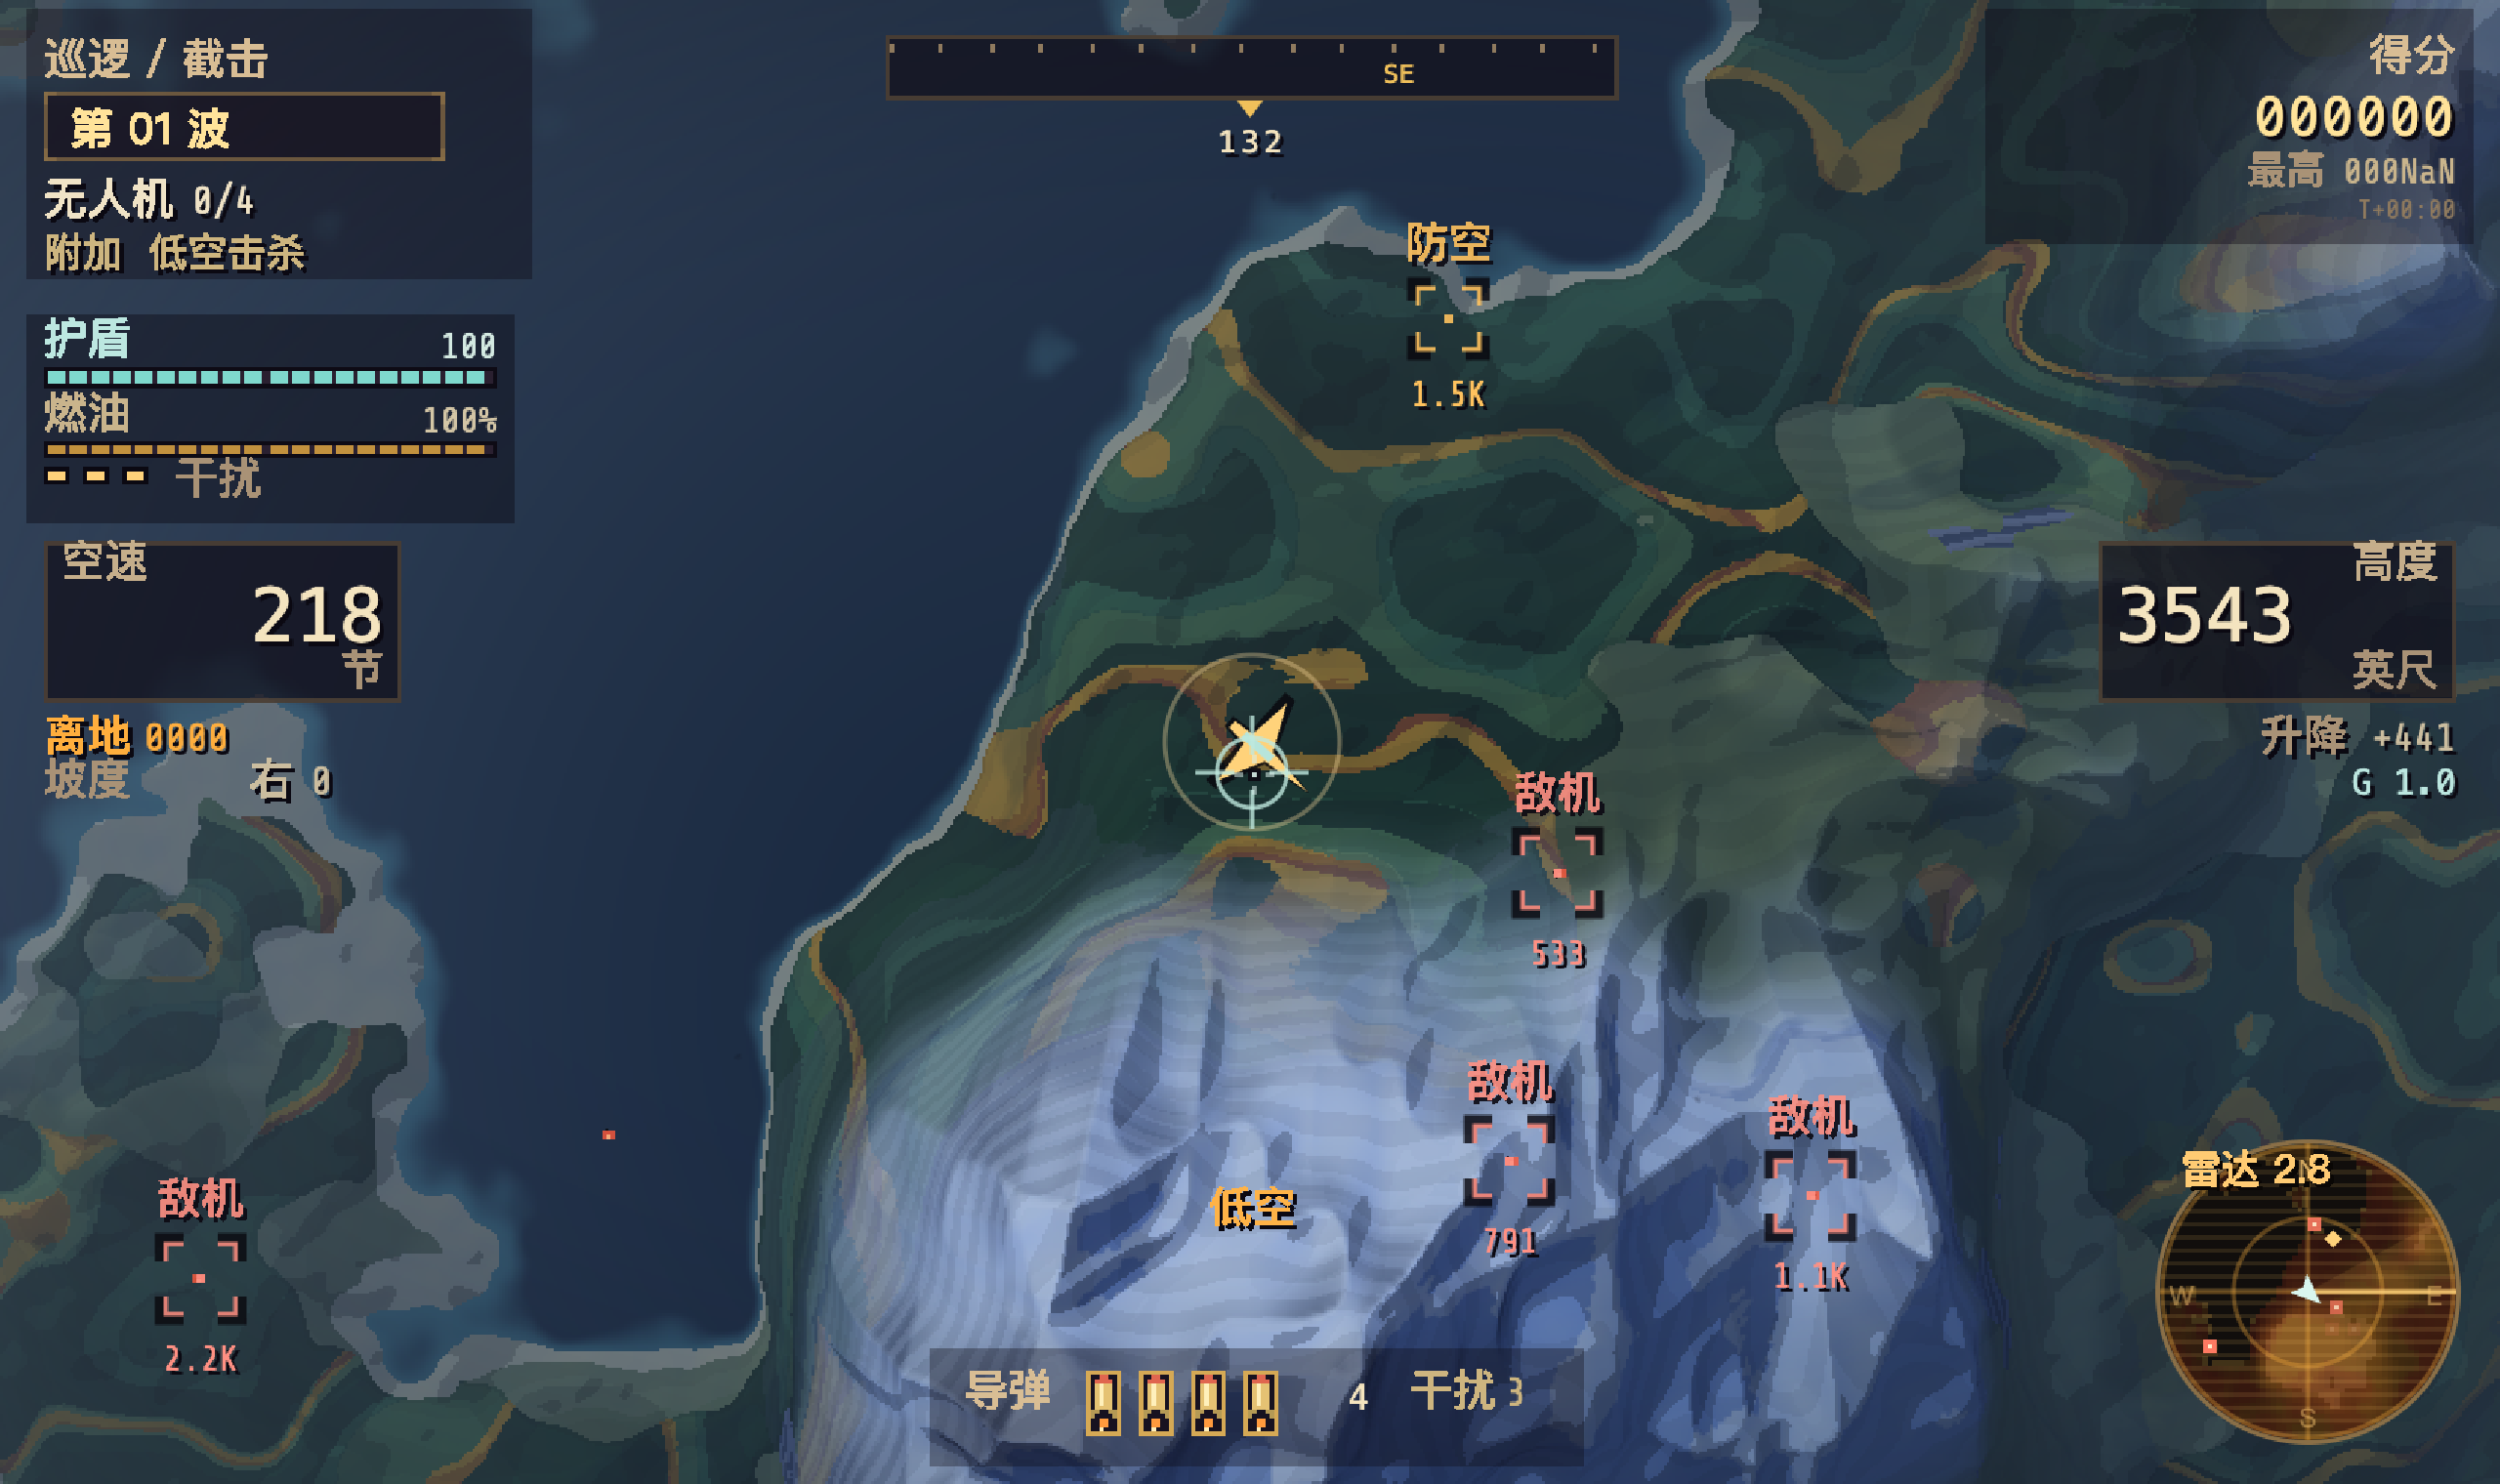 巡逻 / 截击
第 01 波
无人机 0/4
附加 低空击杀
护盾 100
燃油 100%
干扰
空速
218
节
离地 0000
坡度 右 0
SE
132
得分
000000
最高 000NaN
T+00:00
防空
1.5K
高度
3543
英尺
升降 +441
G 1.0
敌机
533
敌机
791
敌机
1.1K
低空
敌机
2.2K
雷达 2.8
N
W E
S
导弹 4 干扰 3